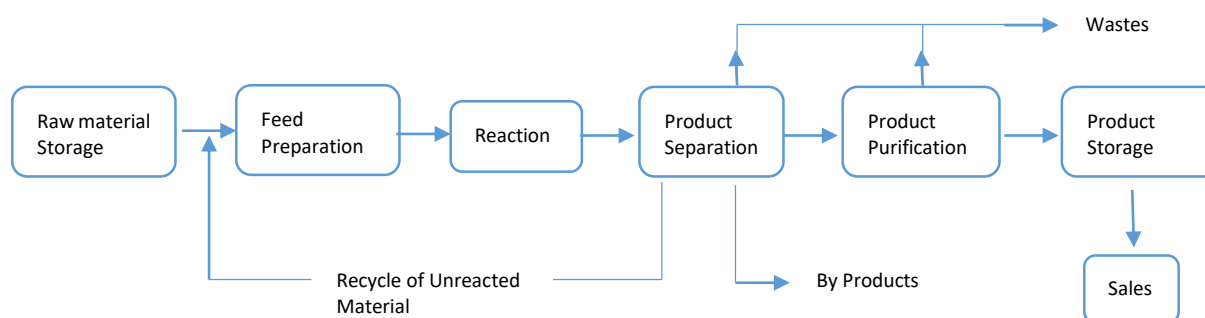 Wastes
Raw material
Storage
Feed
Preparation
Reaction
Product
Separation
Product
Purification
Product
Storage
Recycle of Unreacted
Material
By Products
Sales